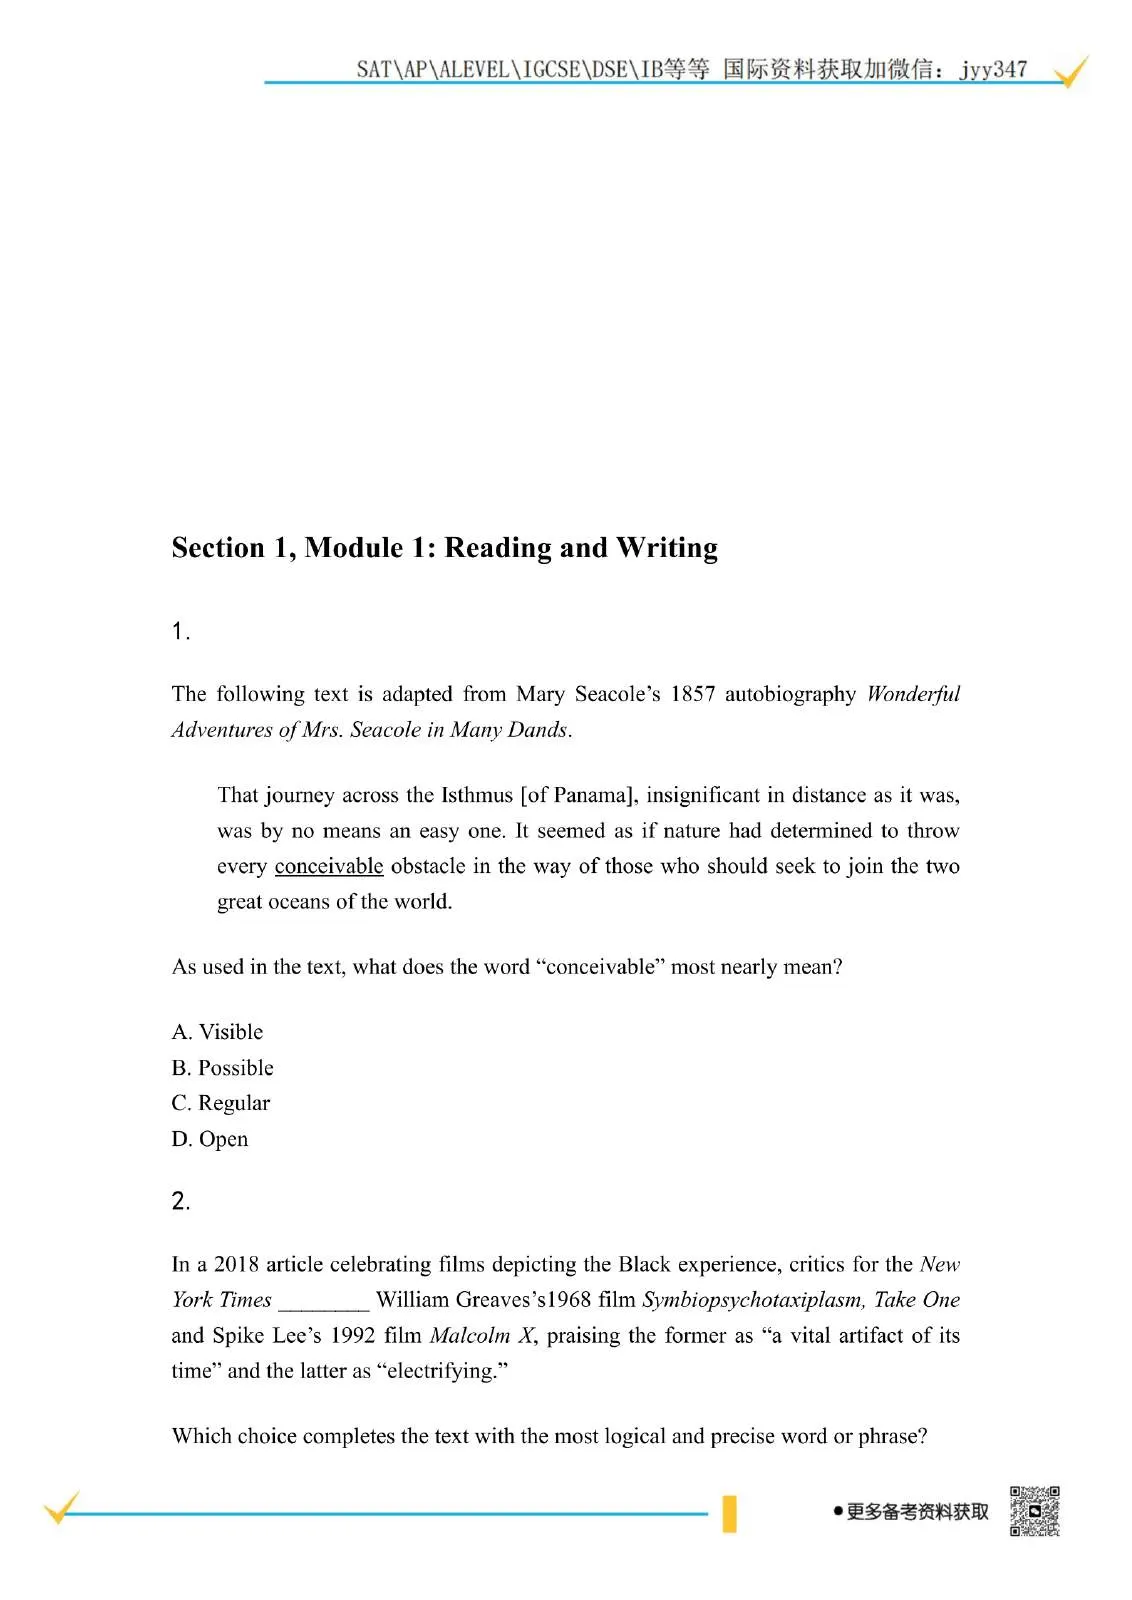 SAT\AP\ALEVEL\IGCSE\DSE\IB等等 国际资料获取加微信：jyy347
Section 1, Module 1: Reading and Writing
1.
The following text is adapted from Mary Seacole’s 1857 autobiography Wonderful
Adventures of Mrs. Seacole in Many Dands.
That journey across the Isthmus [of Panama], insignificant in distance as it was,
was by no means an easy one. It seemed as if nature had determined to throw
every conceivable obstacle in the way of those who should seek to join the two
great oceans of the world.
As used in the text, what does the word “conceivable” most nearly mean?
A. Visible
B. Possible
C. Regular
D. Open
2.
In a 2018 article celebrating films depicting the Black experience, critics for the New
York Times ________ William Greaves’s1968 film Symbiopsychotaxiplasm, Take One
and Spike Lee’s 1992 film Malcolm X, praising the former as “a vital artifact of its
time” and the latter as “electrifying.”
Which choice completes the text with the most logical and precise word or phrase?
●更多备考资料获取